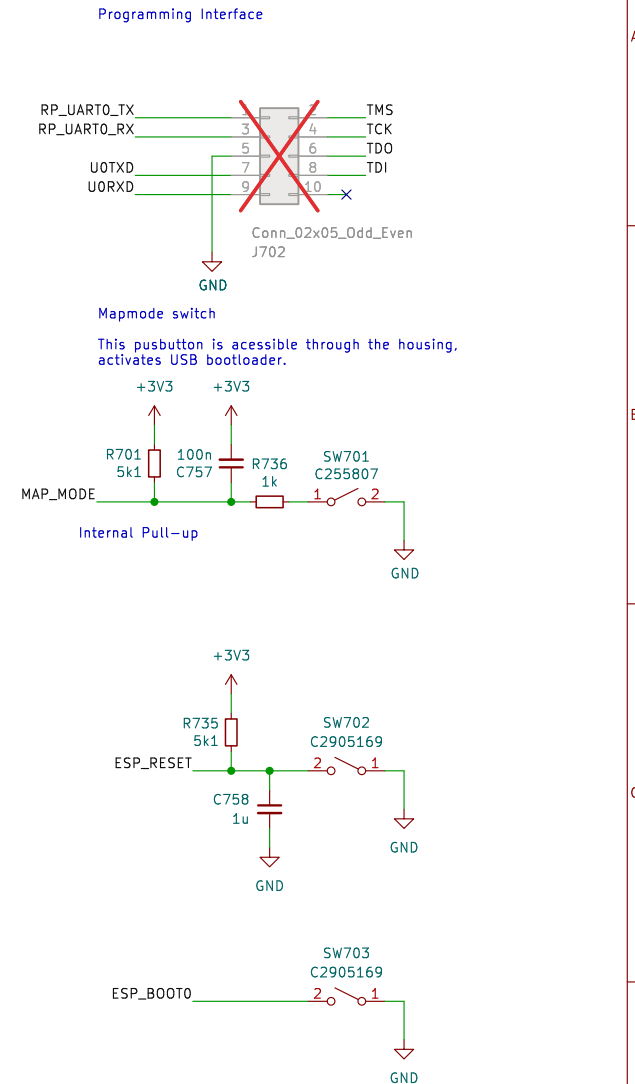 Programming Interface
A
RP_UART0_TX 1 2 TMS
RP_UART0_RX 3 4 TCK
5 6 TDO
U0TXD 7 8 TDI
U0RXD 9 10
Conn_02x05_Odd_Even
J702
GND
Mapmode switch
This pusbutton is acessible through the housing,
activates USB bootloader.
+3V3 +3V3
R701 5k1
100n C757
R736 1k
SW701
C255807
MAP_MODE 1 2
Internal Pull-up
GND
+3V3
R735
5k1
SW702
C2905169
ESP_RESET 2 1
C758
1u
GND
GND
SW703
C2905169
ESP_BOOT0 2 1
GND